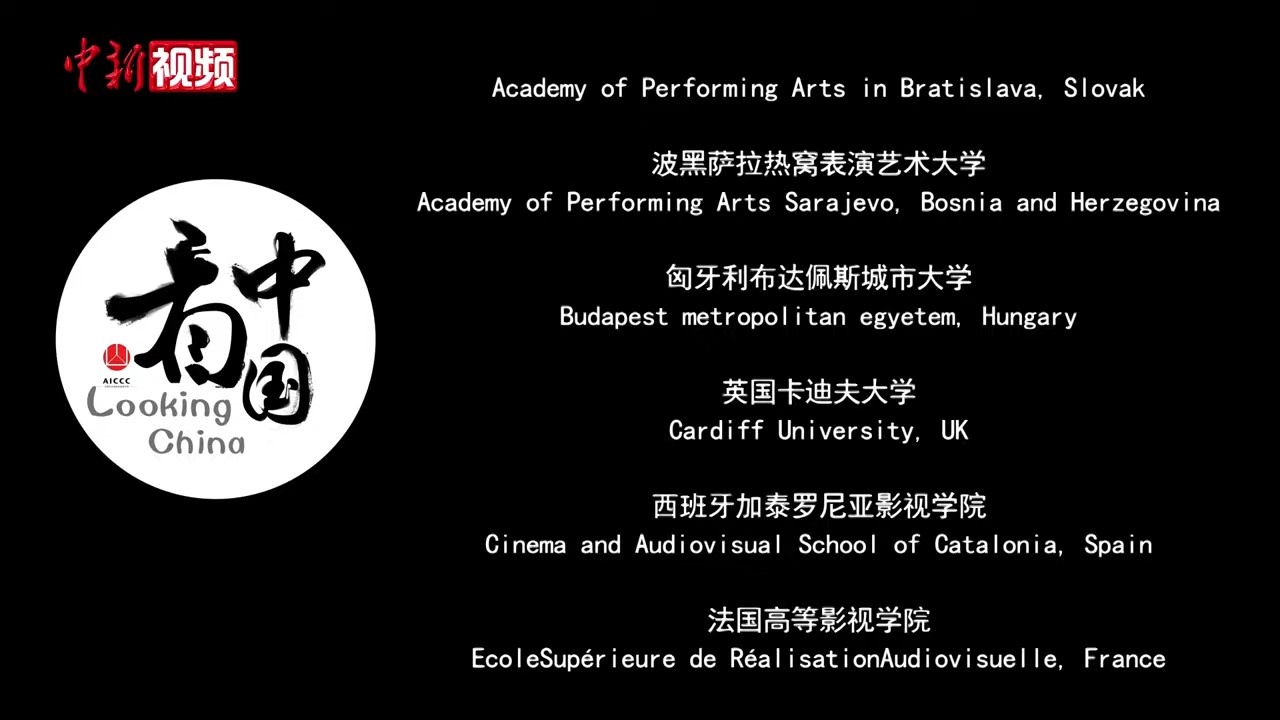 中新视频
Academy of Performing Arts in Bratislava, Slovak
波黑萨拉热窝表演艺术大学
Academy of Performing Arts Sarajevo, Bosnia and Herzegovina
匈牙利布达佩斯城市大学
Budapest metropolitan egyetem, Hungary
英国卡迪夫大学
Cardiff University, UK
西班牙加泰罗尼亚影视学院
Cinema and Audiovisual School of Catalonia, Spain
法国高等影视学院
EcoleSupérieure de RéalisationAudiovisuelle, France
看中国
AICCC
Looking
China